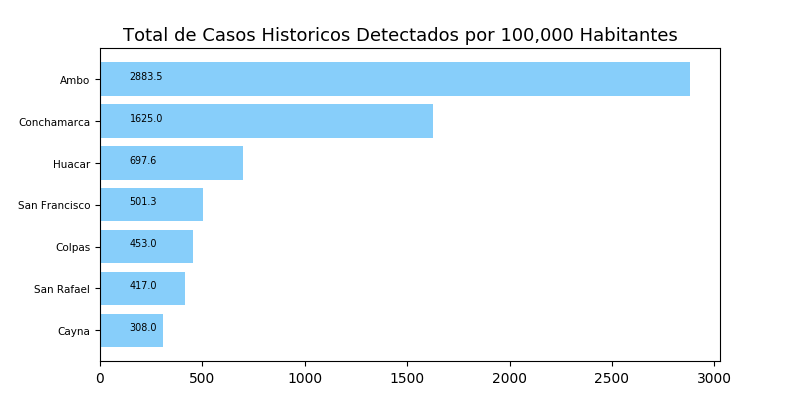 Total de Casos Historicos Detectados por 100,000 Habitantes
Ambo 2883.5
Conchamarca 1625.0
Huacar 697.6
San Francisco 501.3
Colpas 453.0
San Rafael 417.0
Cayna 308.0
0 500 1000 1500 2000 2500 3000